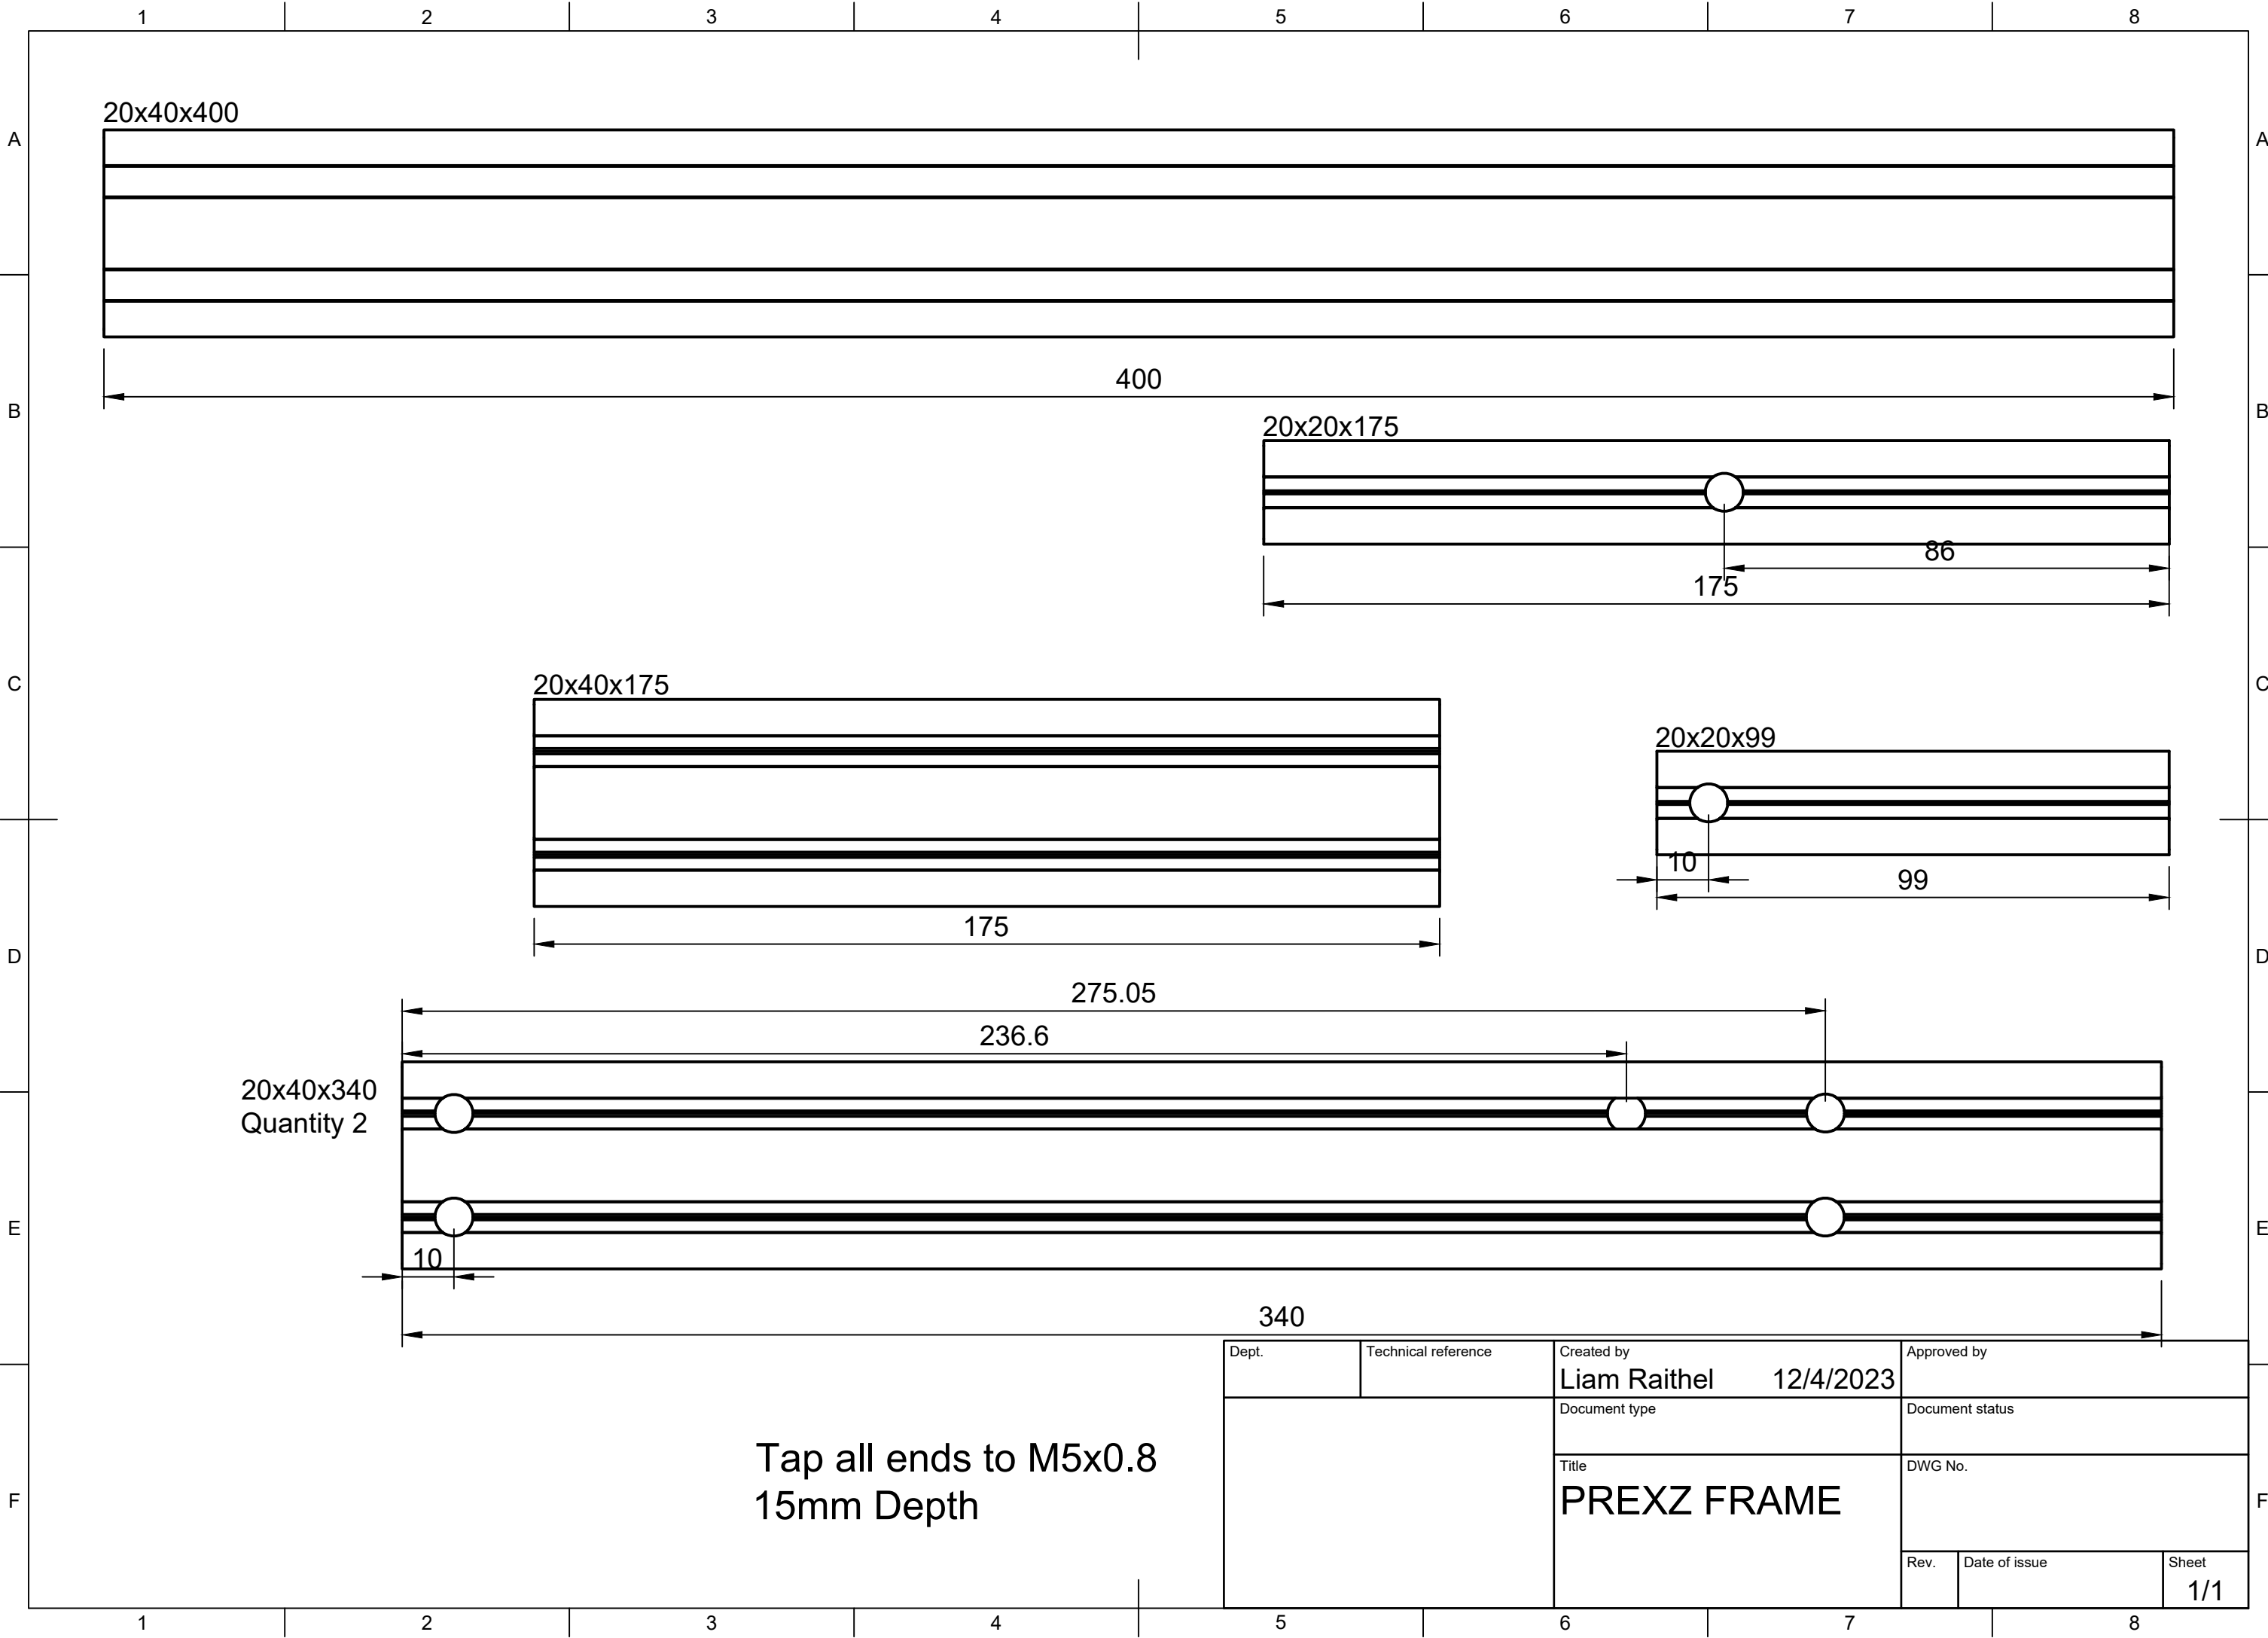 1 2 3 4 5 6 7 8
A A
20x40x400
400
B B
20x20x175
86
175
C C
20x40x175
20x20x99
10
99
175
D D
275.05
236.6
20x40x340
Quantity 2
E E
10
340
Dept. Technical reference Created by Approved by
Liam Raithel 12/4/2023
Document type Document status
Tap all ends to M5x0.8
15mm Depth
Title DWG No.
PREXZ FRAME
F F
Rev. Date of issue Sheet
1/1
1 2 3 4 5 6 7 8